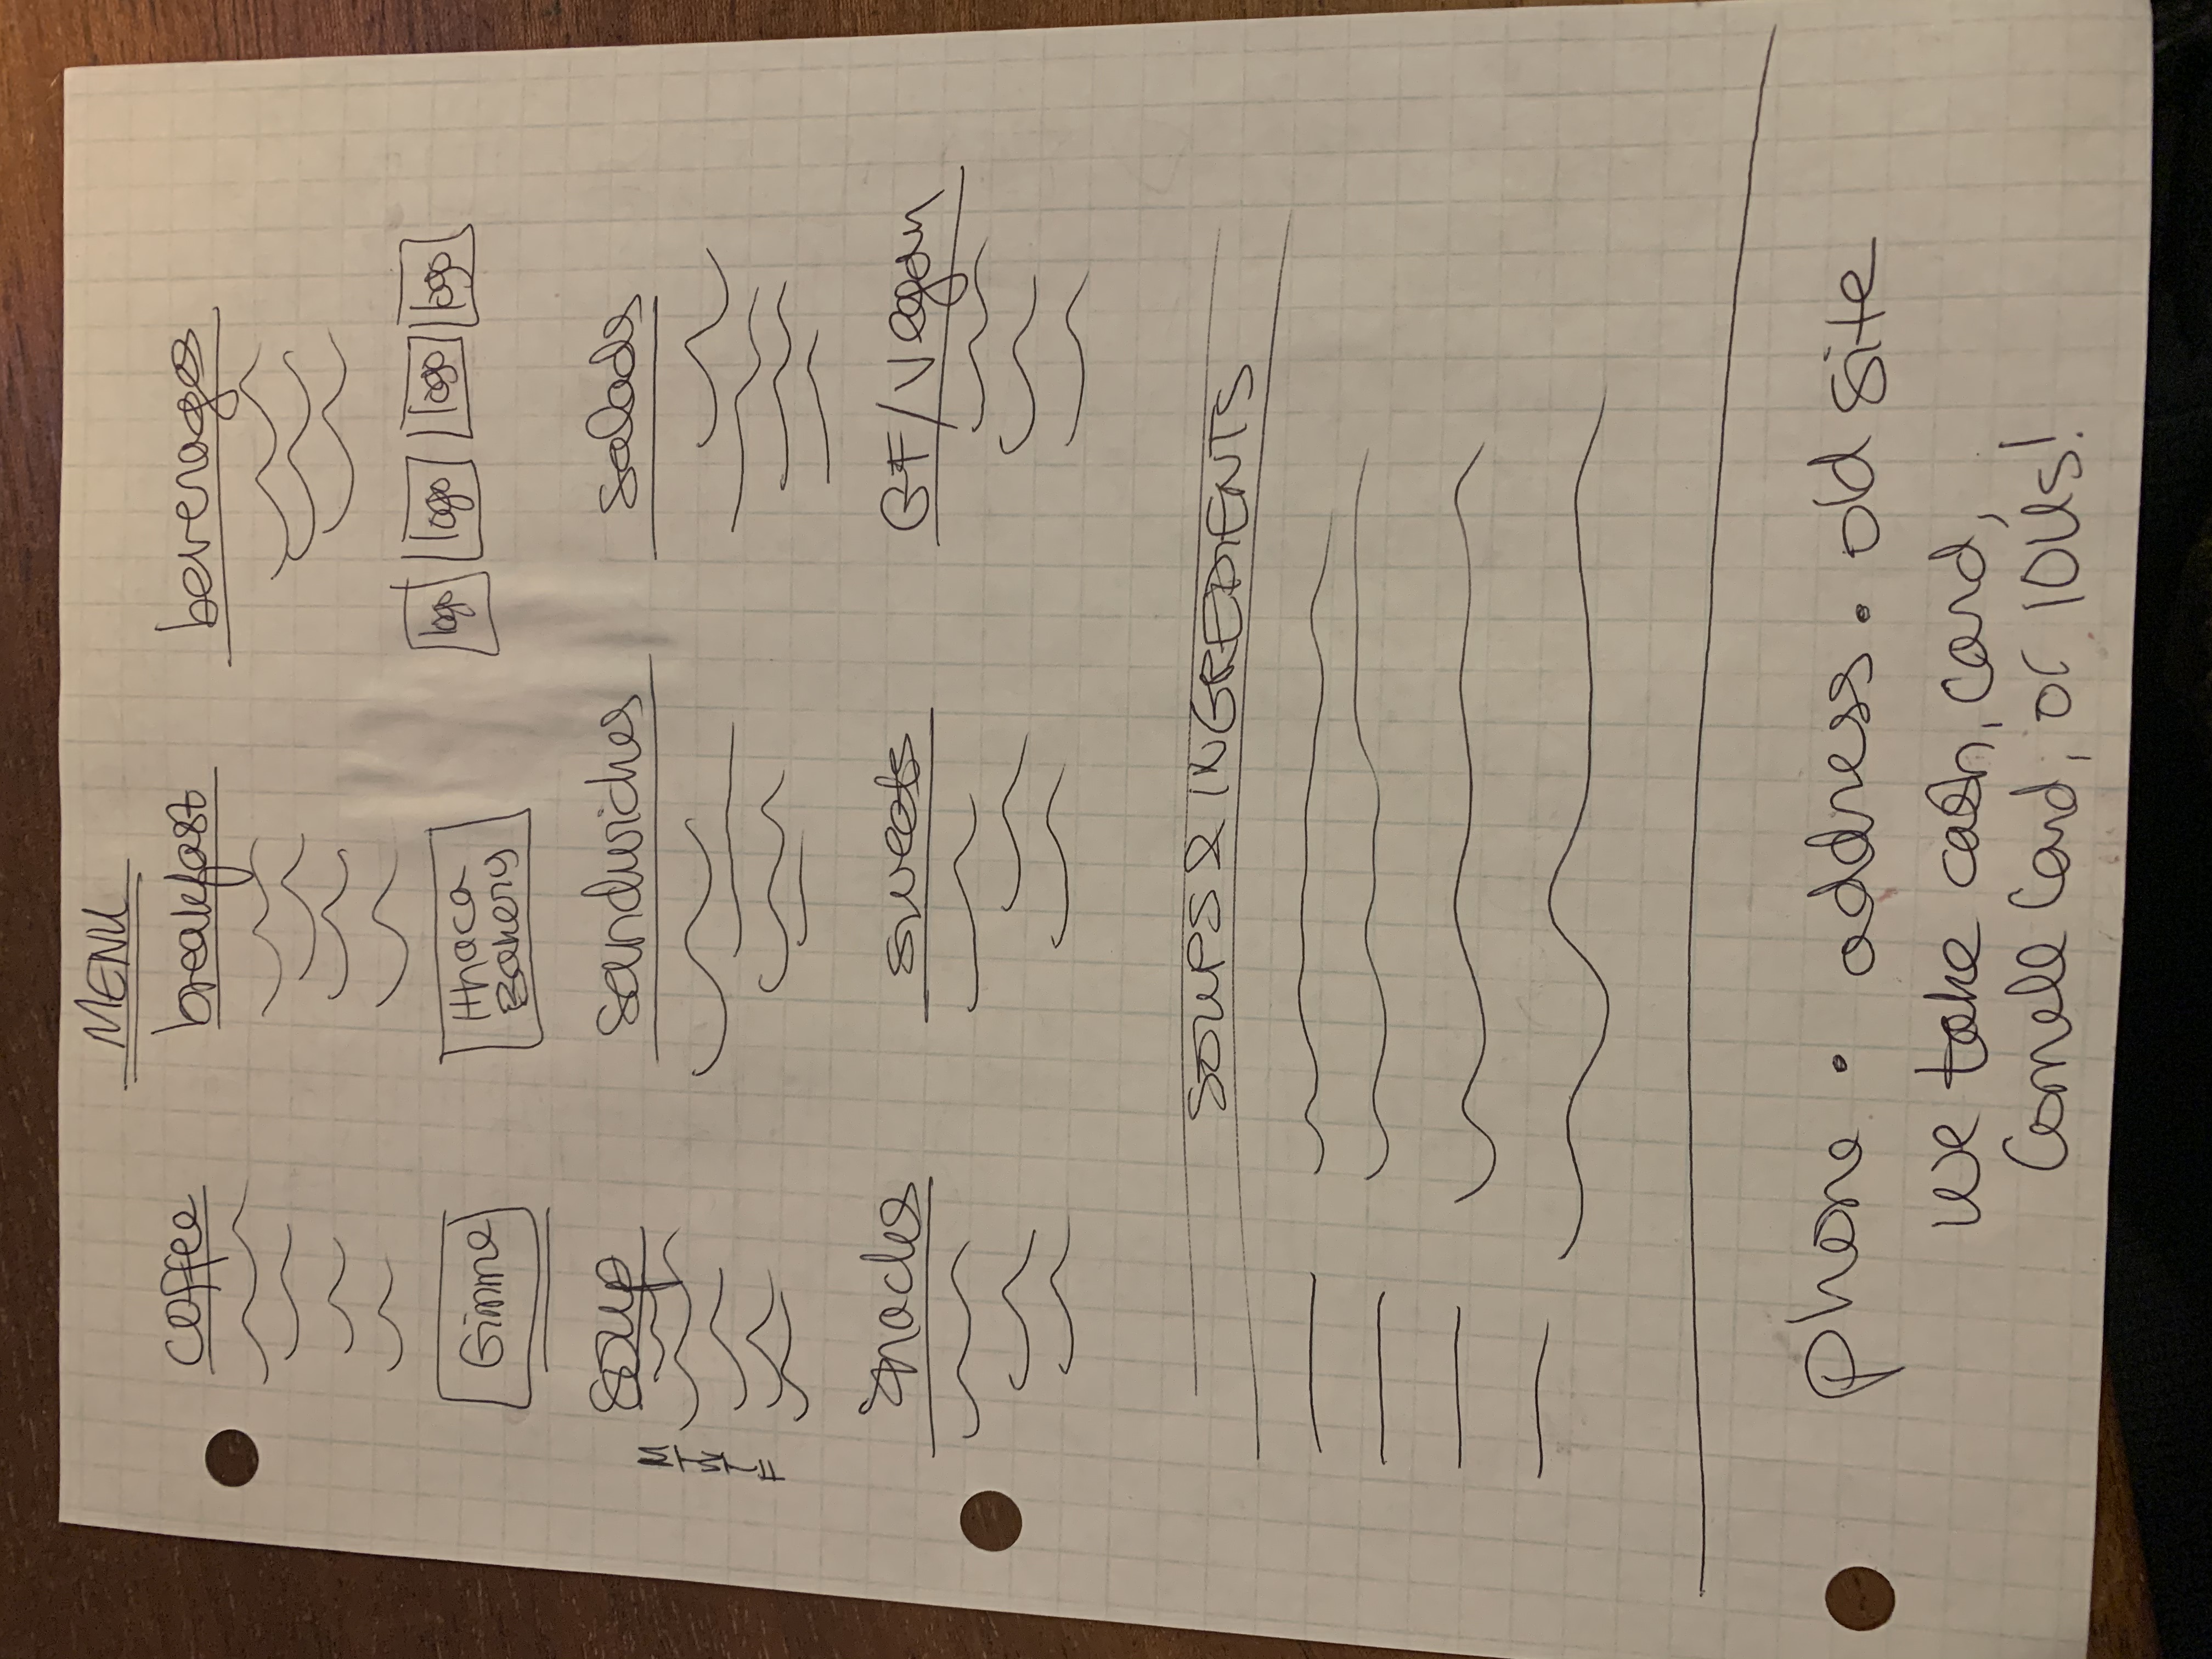 MENU
coffee breakfast beverages
Gimme Ithaca Bakery logo logo logo logo
soup sandwiches salads
M
T
W
T
F
snacks sweets GF/Vegan
SOUPS & INGREDIENTS
phone • address • old site
we take cash, card,
Cornell Card, or IOUs!